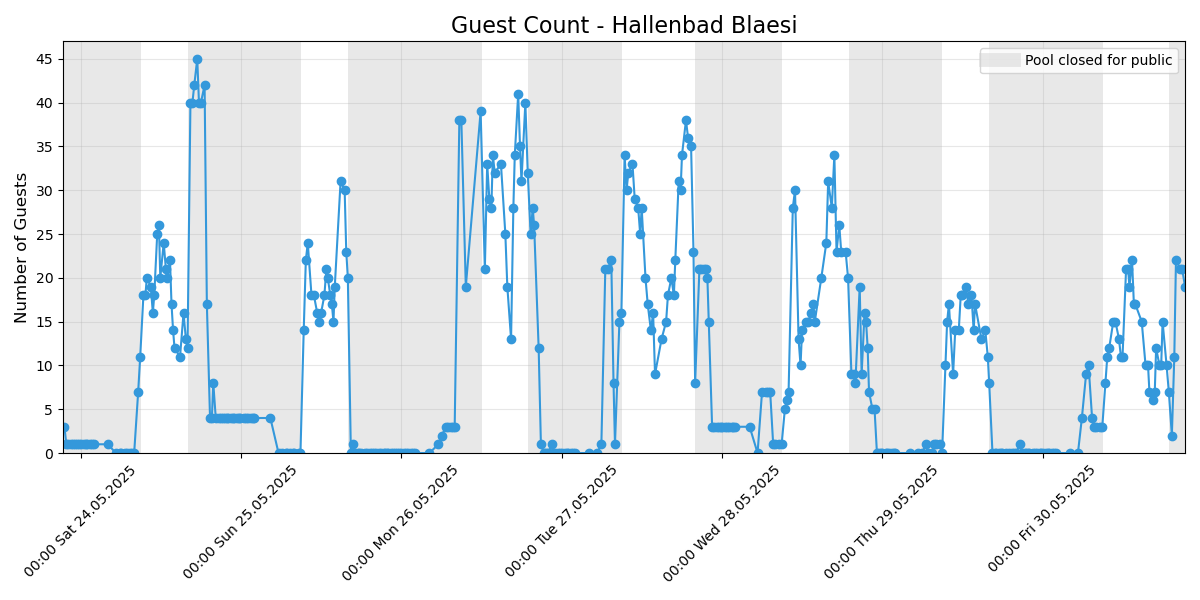 Guest Count - Hallenbad Blaesi
Pool closed for public
Number of Guests
45
40
35
30
25
20
15
10
5
0
00:00 Sat 24.05.2025
00:00 Sun 25.05.2025
00:00 Mon 26.05.2025
00:00 Tue 27.05.2025
00:00 Wed 28.05.2025
00:00 Thu 29.05.2025
00:00 Fri 30.05.2025